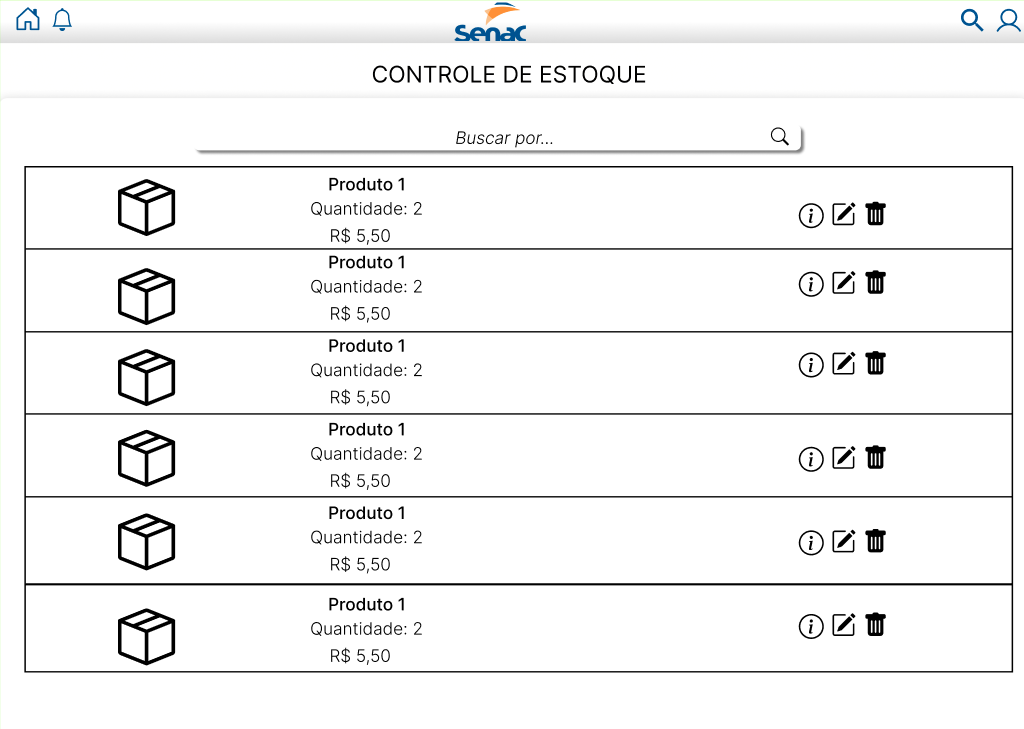 Senac
CONTROLE DE ESTOQUE
Buscar por...
Produto 1
Quantidade: 2
R$ 5,50
Produto 1
Quantidade: 2
R$ 5,50
Produto 1
Quantidade: 2
R$ 5,50
Produto 1
Quantidade: 2
R$ 5,50
Produto 1
Quantidade: 2
R$ 5,50
Produto 1
Quantidade: 2
R$ 5,50